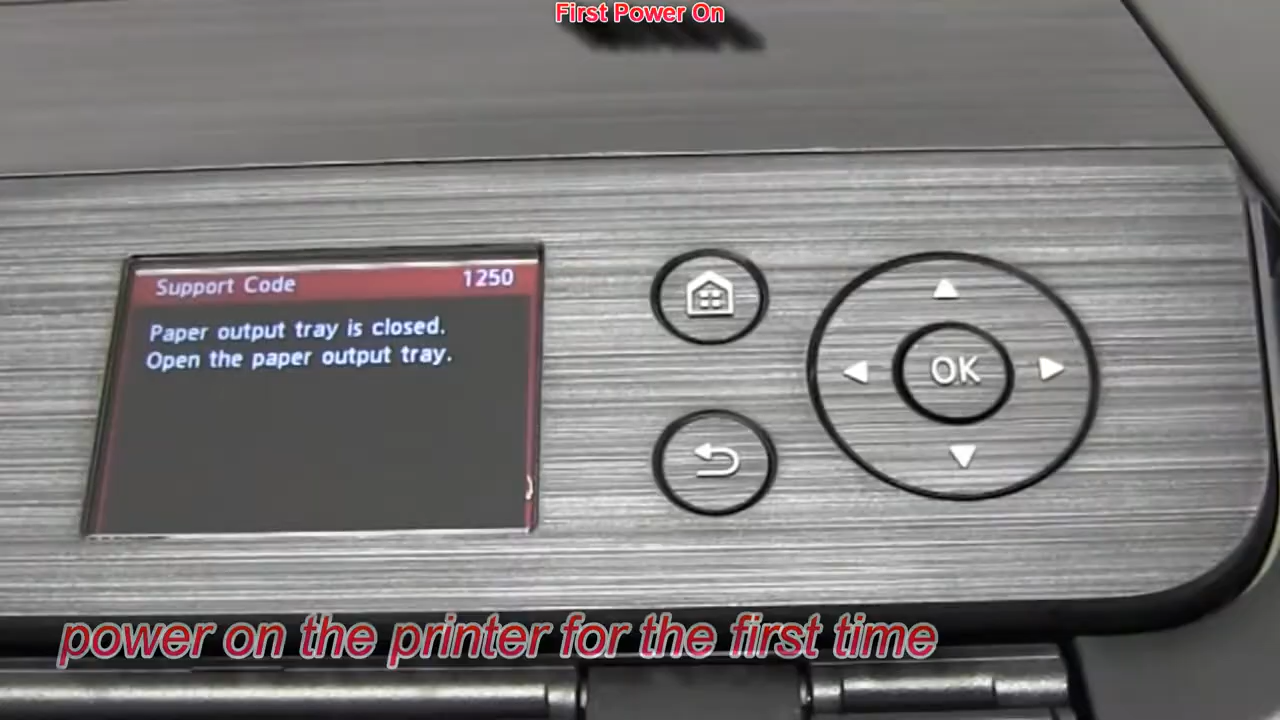 First Power On
Support Code 1250
Paper output tray is closed.
Open the paper output tray.
OK
power on the printer for the first time